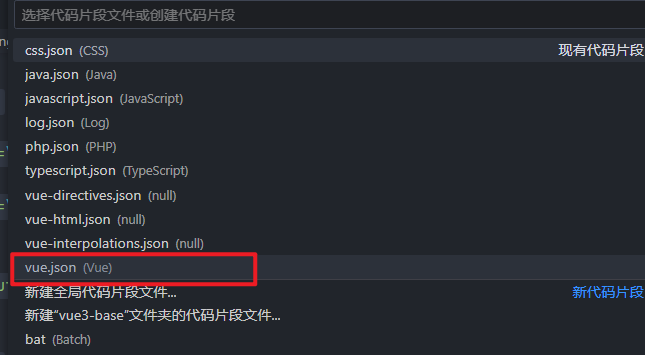 选择代码片段文件或创建代码片段
css.json (CSS) 现有代码片段
java.json (Java)
javascript.json (JavaScript)
log.json (Log)
php.json (PHP)
typescript.json (TypeScript)
vue-directives.json (null)
vue-html.json (null)
vue-interpolations.json (null)
vue.json (Vue)
新建全局代码片段文件... 新代码片段
新建“vue3-base”文件夹的代码片段文件...
bat (Batch)